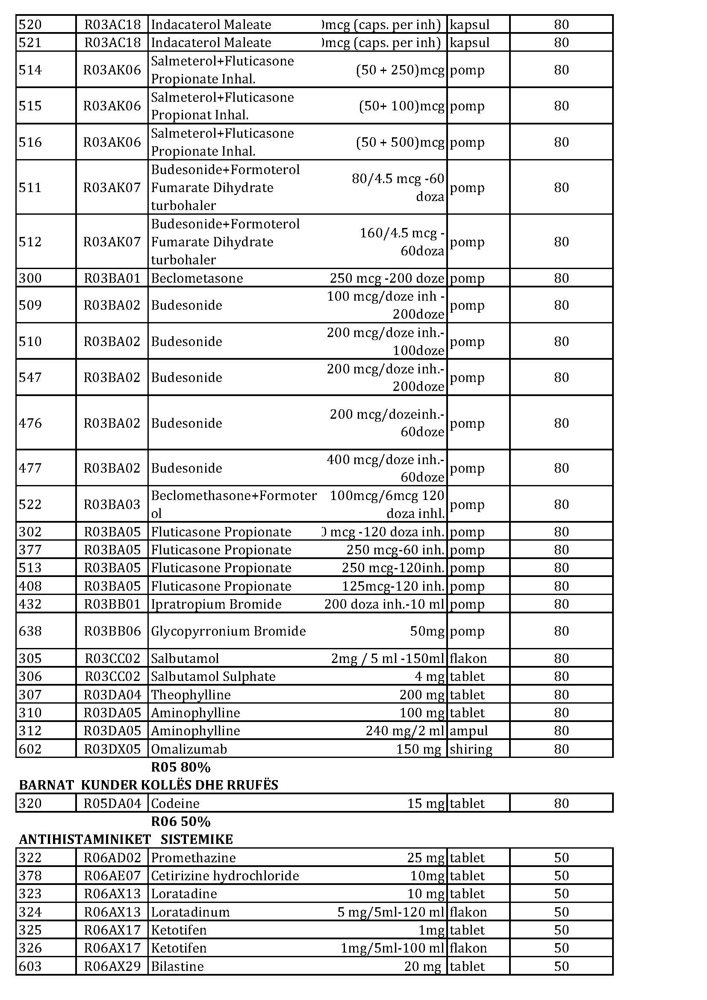 520 R03AC18 Indacaterol Maleate (caps. per inh) kapsul 80
521 R03AC18 Indacaterol Maleate (caps. per inh) kapsul 80
514 R03AK06 Salmeterol+Fluticasone Propionate Inhal. (50 + 250)mcg pomp 80
515 R03AK06 Salmeterol+Fluticasone Propionat Inhal. (50+ 100)mcg pomp 80
516 R03AK06 Salmeterol+Fluticasone Propionate Inhal. (50 + 500)mcg pomp 80
511 R03AK07 Budesonide+Formoterol Fumarate Dihydrate turbohaler 80/4.5 mcg -60 doza pomp 80
512 R03AK07 Budesonide+Formoterol Fumarate Dihydrate turbohaler 160/4.5 mcg - 60doza pomp 80
300 R03BA01 Beclometasone 250 mcg -200 doze pomp 80
509 R03BA02 Budesonide 100 mcg/doze inh - 200doze pomp 80
510 R03BA02 Budesonide 200 mcg/doze inh.- 100doze pomp 80
547 R03BA02 Budesonide 200 mcg/doze inh.- 200doze pomp 80
476 R03BA02 Budesonide 200 mcg/dozeinh.- 60doze pomp 80
477 R03BA02 Budesonide 400 mcg/doze inh.- 60doze pomp 80
522 R03BA03 Beclomethasone+Formoter ol 100mcg/6mcg 120 doza inhl. pomp 80
302 R03BA05 Fluticasone Propionate mcg -120 doza inh. pomp 80
377 R03BA05 Fluticasone Propionate 250 mcg-60 inh. pomp 80
513 R03BA05 Fluticasone Propionate 250 mcg-120inh. pomp 80
408 R03BA05 Fluticasone Propionate 125mcg-120 inh. pomp 80
432 R03BB01 Ipratropium Bromide 200 doza inh.-10 ml pomp 80
638 R03BB06 Glycopyrronium Bromide 50mg pomp 80
305 R03CC02 Salbutamol 2mg / 5 ml -150ml flakon 80
306 R03CC02 Salbutamol Sulphate 4 mg tablet 80
307 R03DA04 Theophylline 200 mg tablet 80
310 R03DA05 Aminophylline 100 mg tablet 80
312 R03DA05 Aminophylline 240 mg/2 ml ampul 80
602 R03DX05 Omalizumab 150 mg shiring 80
R05 80%
BARNAT KUNDER KOLLËS DHE RRUFËS
320 R05DA04 Codeine 15 mg tablet 80
R06 50%
ANTIHISTAMINIKET SISTEMIKE
322 R06AD02 Promethazine 25 mg tablet 50
378 R06AE07 Cetirizine hydrochloride 10mg tablet 50
323 R06AX13 Loratadine 10 mg tablet 50
324 R06AX13 Loratadinum 5 mg/5ml-120 ml flakon 50
325 R06AX17 Ketotifen 1mg tablet 50
326 R06AX17 Ketotifen 1mg/5ml-100 ml flakon 50
603 R06AX29 Bilastine 20 mg tablet 50